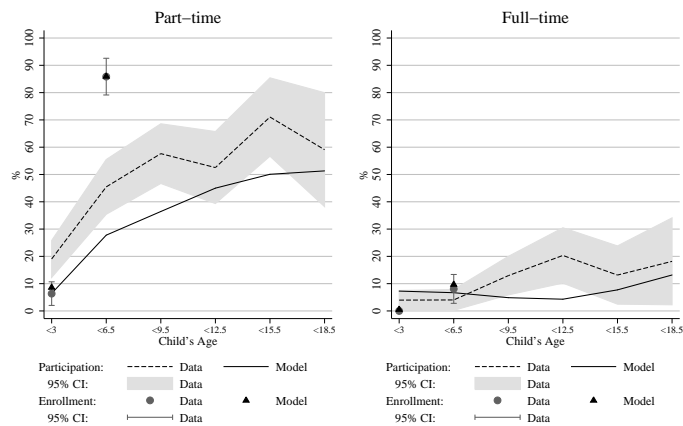 Part−time
100
90
80
70
60
50
40
30
20
10
0
%
<3 <6.5 <9.5 <12.5 <15.5 <18.5
Child's Age
Participation: Data Model
95% CI: Data
Enrollment: Data Model
95% CI: Data
Full−time
100
90
80
70
60
50
40
30
20
10
0
%
<3 <6.5 <9.5 <12.5 <15.5 <18.5
Child's Age
Participation: Data Model
95% CI: Data
Enrollment: Data Model
95% CI: Data